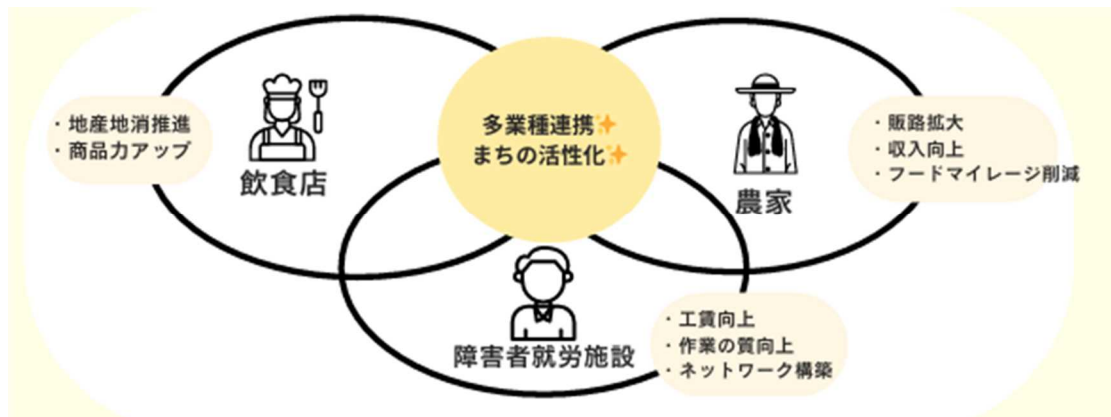 多業種連携✨
まちの活性化✨
・地産地消推進
・商品力アップ
飲食店
・販路拡大
・収入向上
・フードマイレージ削減
農家
障害者就労施設
・工賃向上
・作業の質向上
・ネットワーク構築